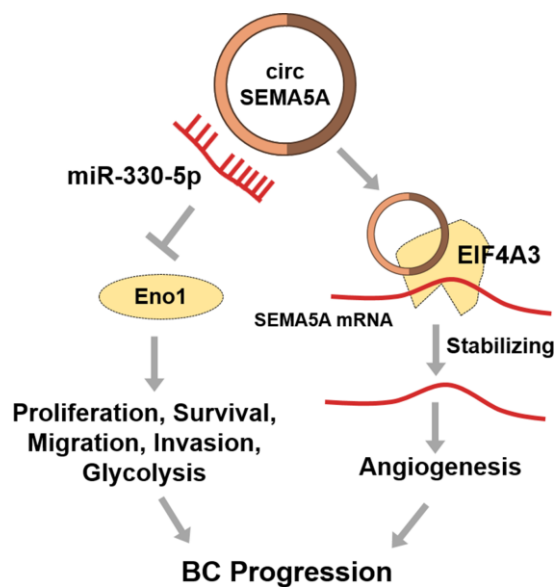 circ
SEMA5A
miR-330-5p
EIF4A3
Eno1
SEMA5A mRNA
Stabilizing
Proliferation, Survival,
Migration, Invasion,
Glycolysis
Angiogenesis
BC Progression